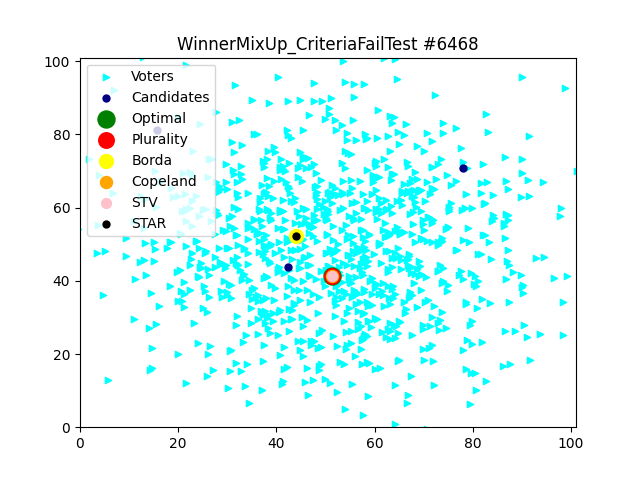 WinnerMixUp_CriteriaFailTest #6468
100
80
60
40
20
0
0 20 40 60 80 100
Voters
Candidates
Optimal
Plurality
Borda
Copeland
STV
STAR